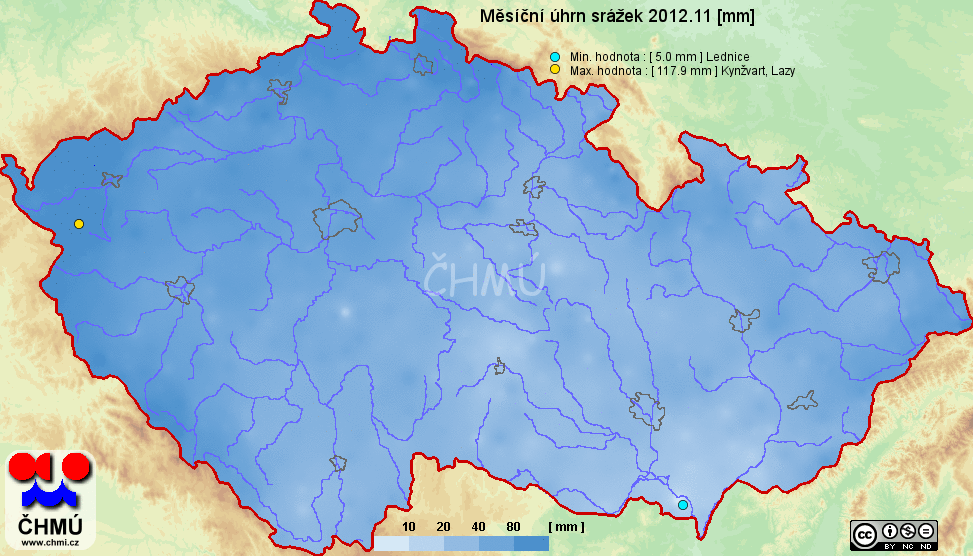 Měsíční úhrn srážek 2012.11 [mm]
Min. hodnota : [ 5.0 mm ] Lednice
Max. hodnota : [ 117.9 mm ] Kynžvart, Lazy
ČHMÚ
ČHMÚ
www.chmi.cz
10 20 40 80 [ mm ]
cc
BY NC ND